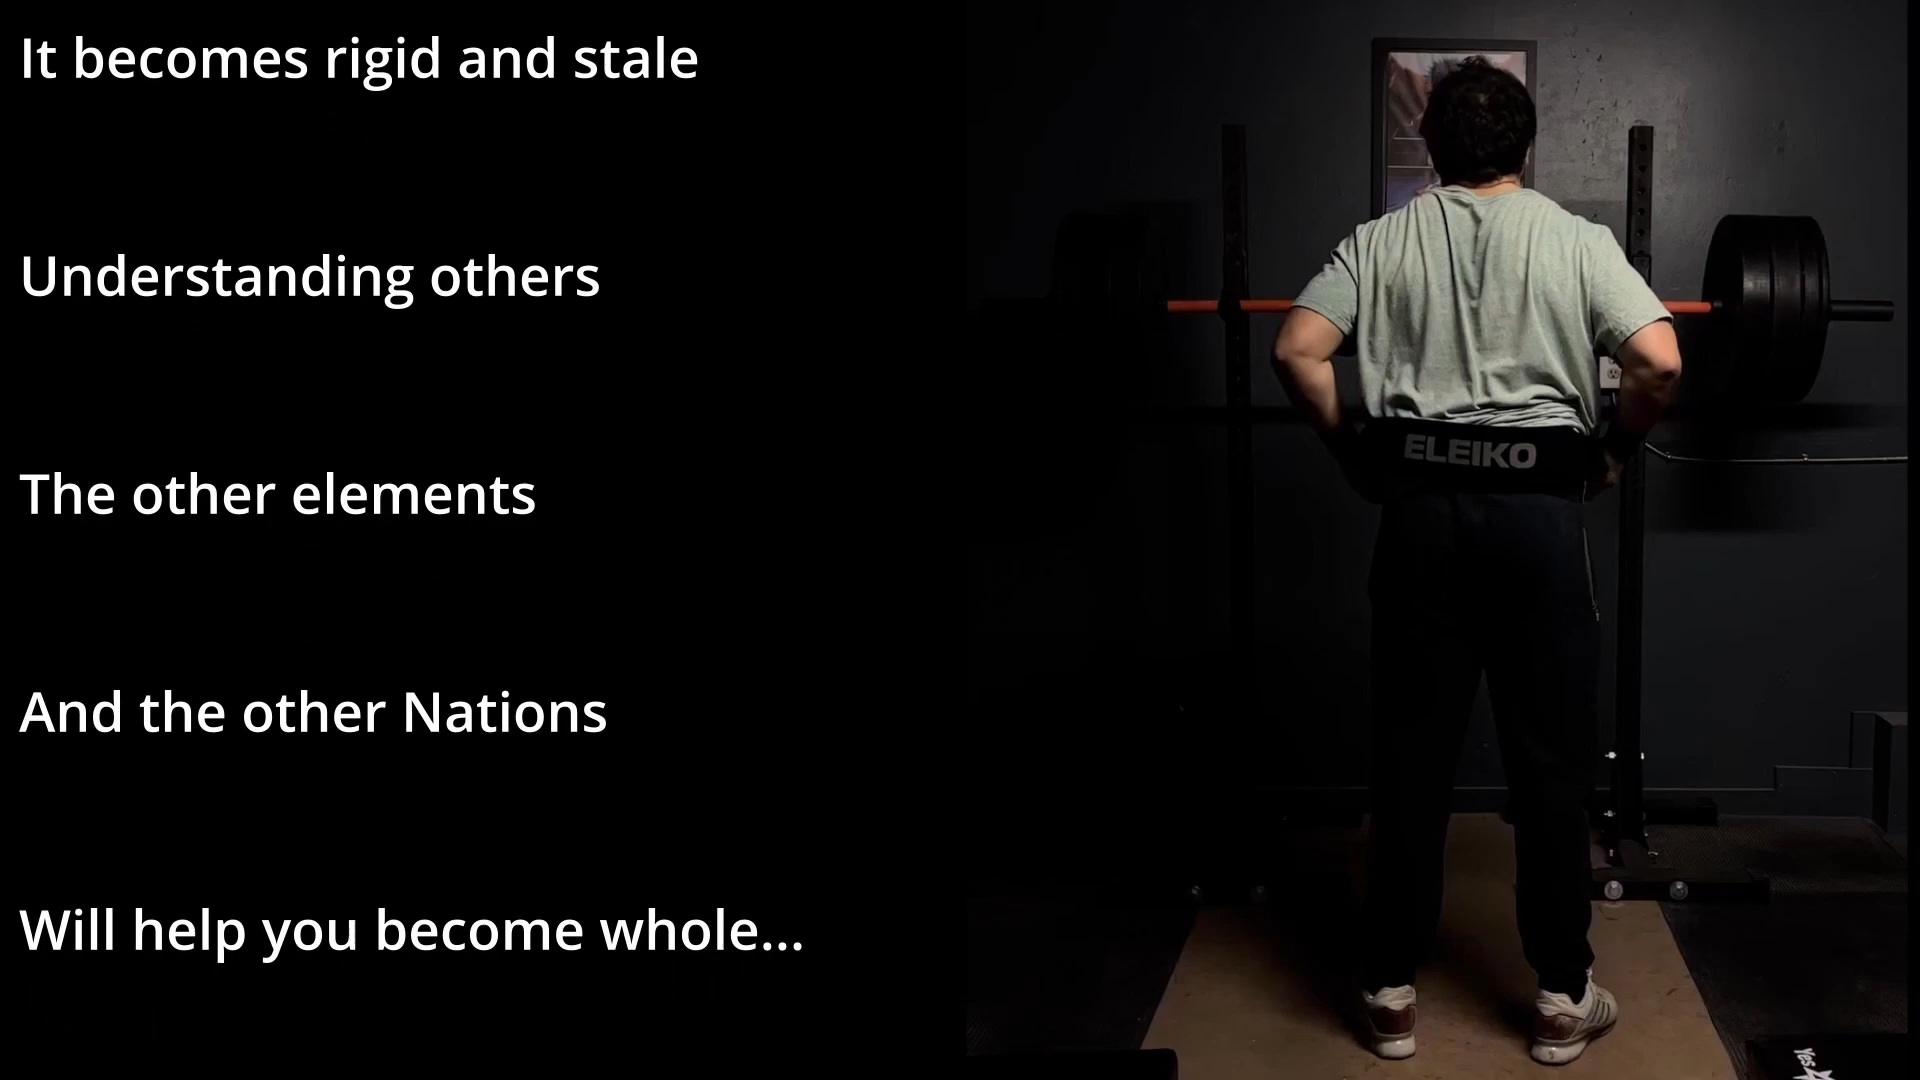 It becomes rigid and stale
Understanding others
The other elements
And the other Nations
Will help you become whole...
ELEIKO
Yes